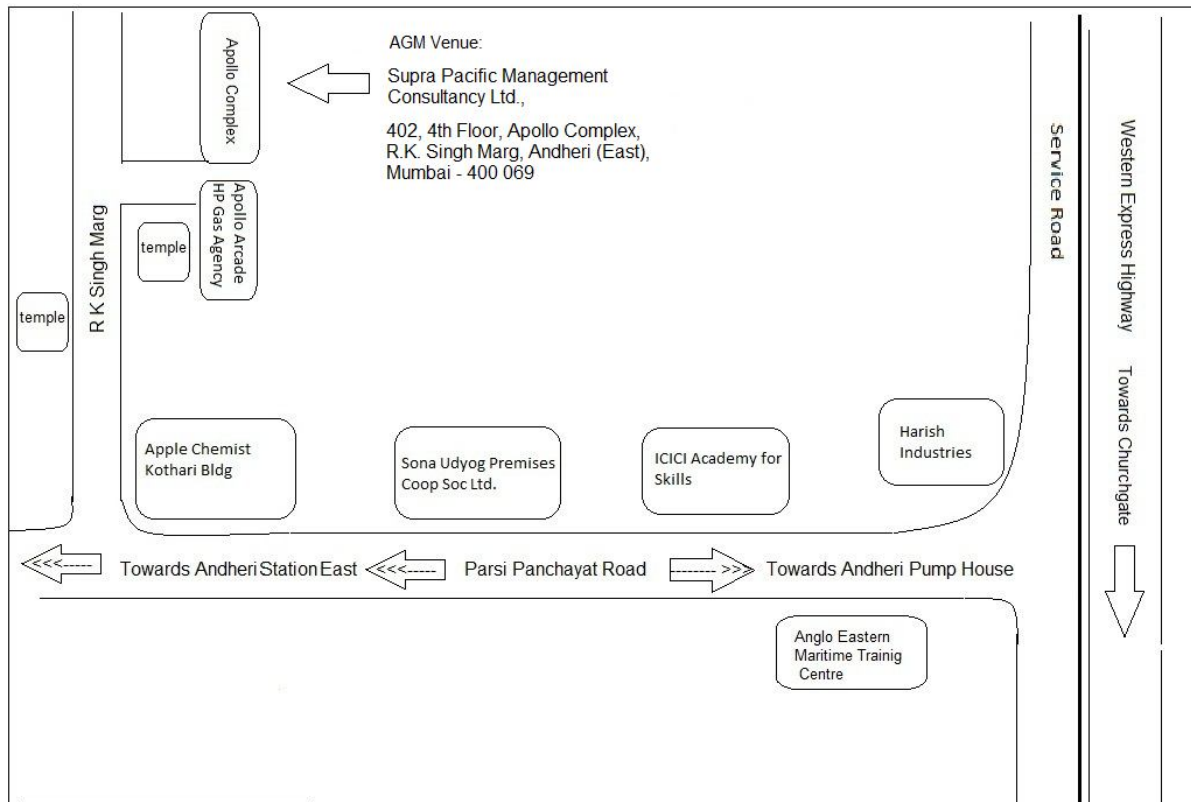 Apollo Complex
AGM Venue:
Supra Pacific Management
Consultancy Ltd.,
402, 4th Floor, Apollo Complex,
R.K. Singh Marg, Andheri (East),
Mumbai - 400 069
Service Road
Western Express Highway
Towards Churchgate
R K Singh Marg
temple
Apollo Arcade
HP Gas Agency
temple
Apple Chemist
Kothari Bldg
Sona Udyog Premises
Coop Soc Ltd.
ICICI Academy for
Skills
Harish
Industries
<<<-----
Towards Andheri Station East
<<<-----
Parsi Panchayat Road
-------- >>>
Towards Andheri Pump House
Anglo Eastern
Maritime Trainig
Centre